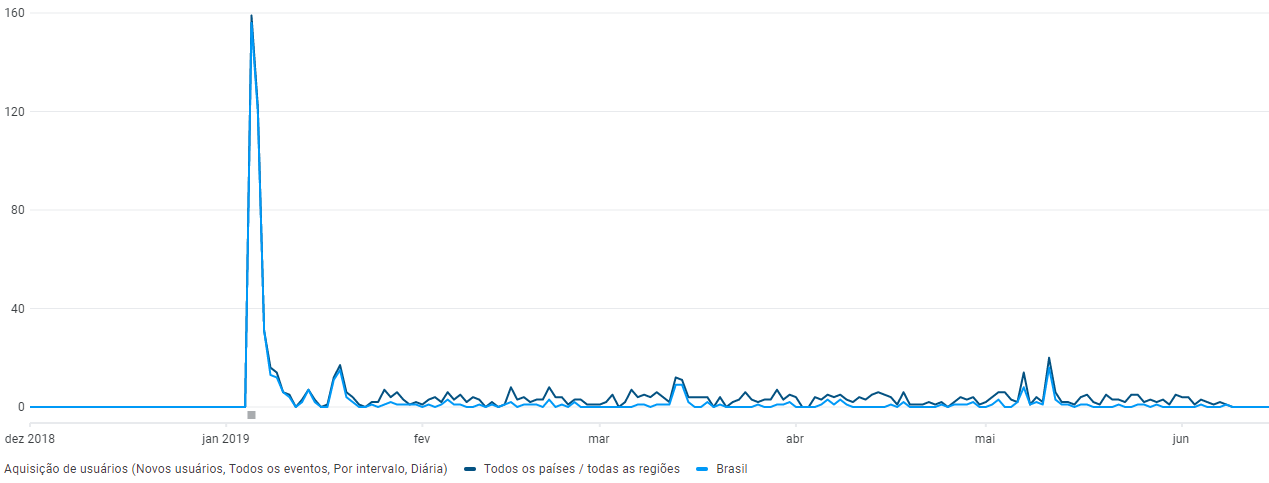 160
120
80
40
0
dez 2018 jan 2019 fev mar abr mai jun
Aquisição de usuários (Novos usuários, Todos os eventos, Por intervalo, Diária) Todos os países / todas as regiões Brasil